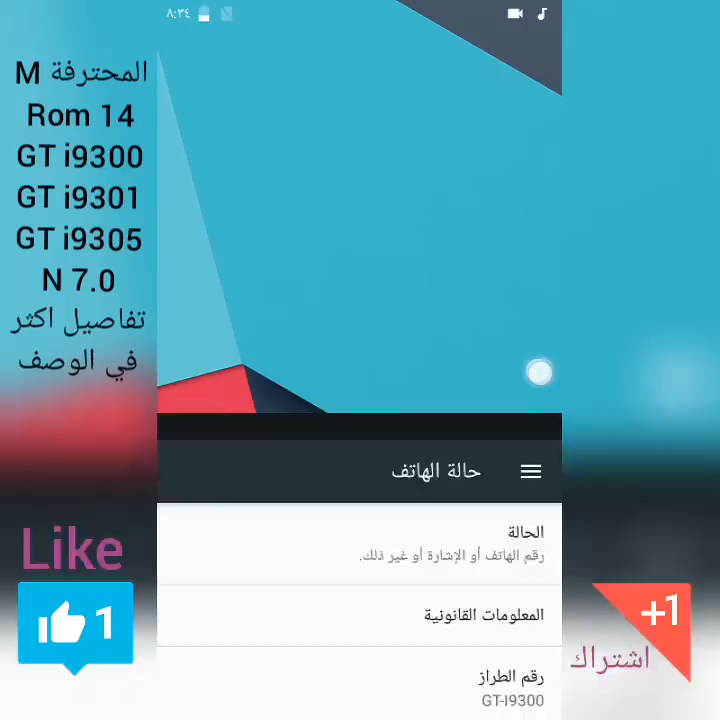 ٨:٣٤
المحترفة M
Rom 14
GT i9300
GT i9301
GT i9305
N 7.0
تفاصيل اكثر
في الوصف
حالة الهاتف
الحالة
رقم الهاتف أو الإشارة أو غير ذلك.
المعلومات القانونية
رقم الطراز
GT-I9300
Like
1
+1
اشتراك